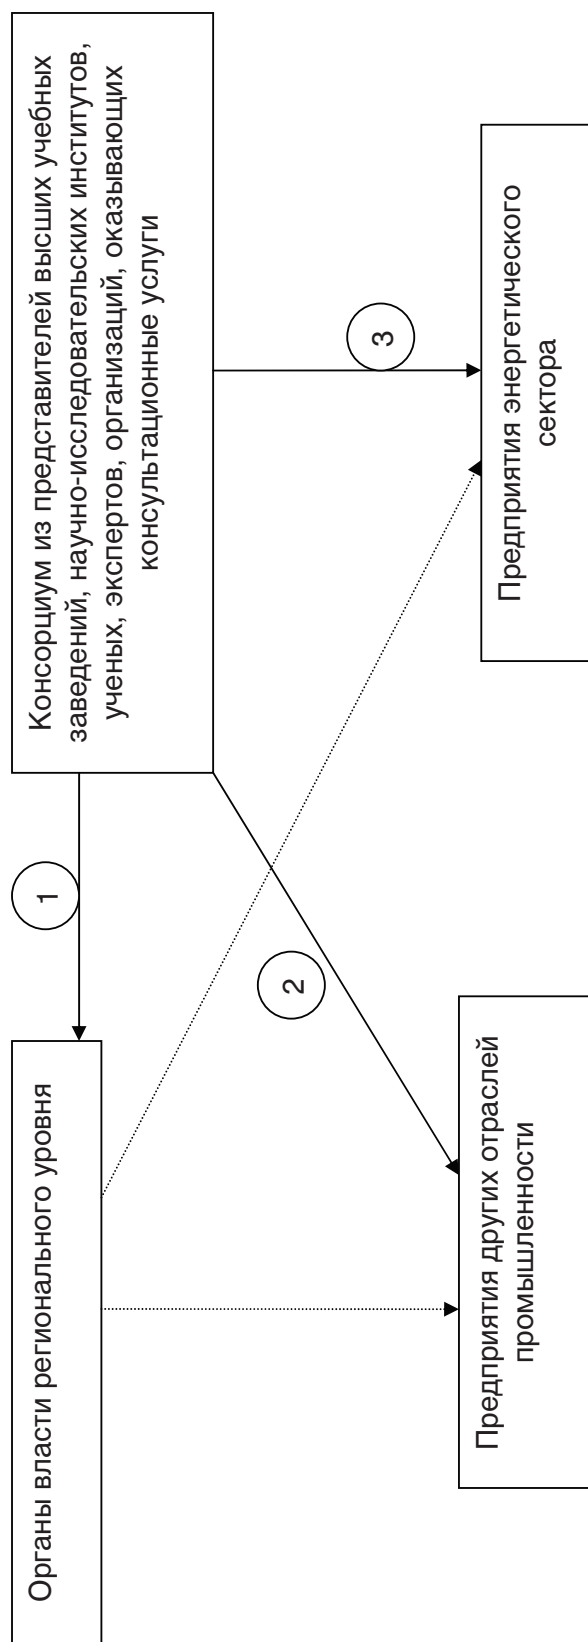 Органы власти регионального уровня
1
Консорциум из представителей высших учебных
заведений, научно-исследовательских институтов,
ученых, экспертов, организаций, оказывающих
консультационные услуги
2
3
Предприятия других отраслей
промышленности
Предприятия энергетического
сектора